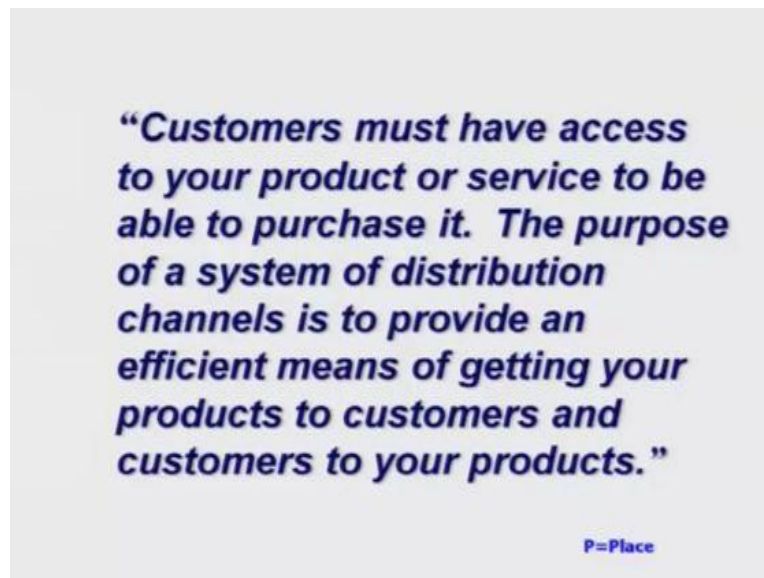 “Customers must have access
to your product or service to be
able to purchase it.  The purpose
of a system of distribution
channels is to provide an
efficient means of getting your
products to customers and
customers to your products.”
P=Place